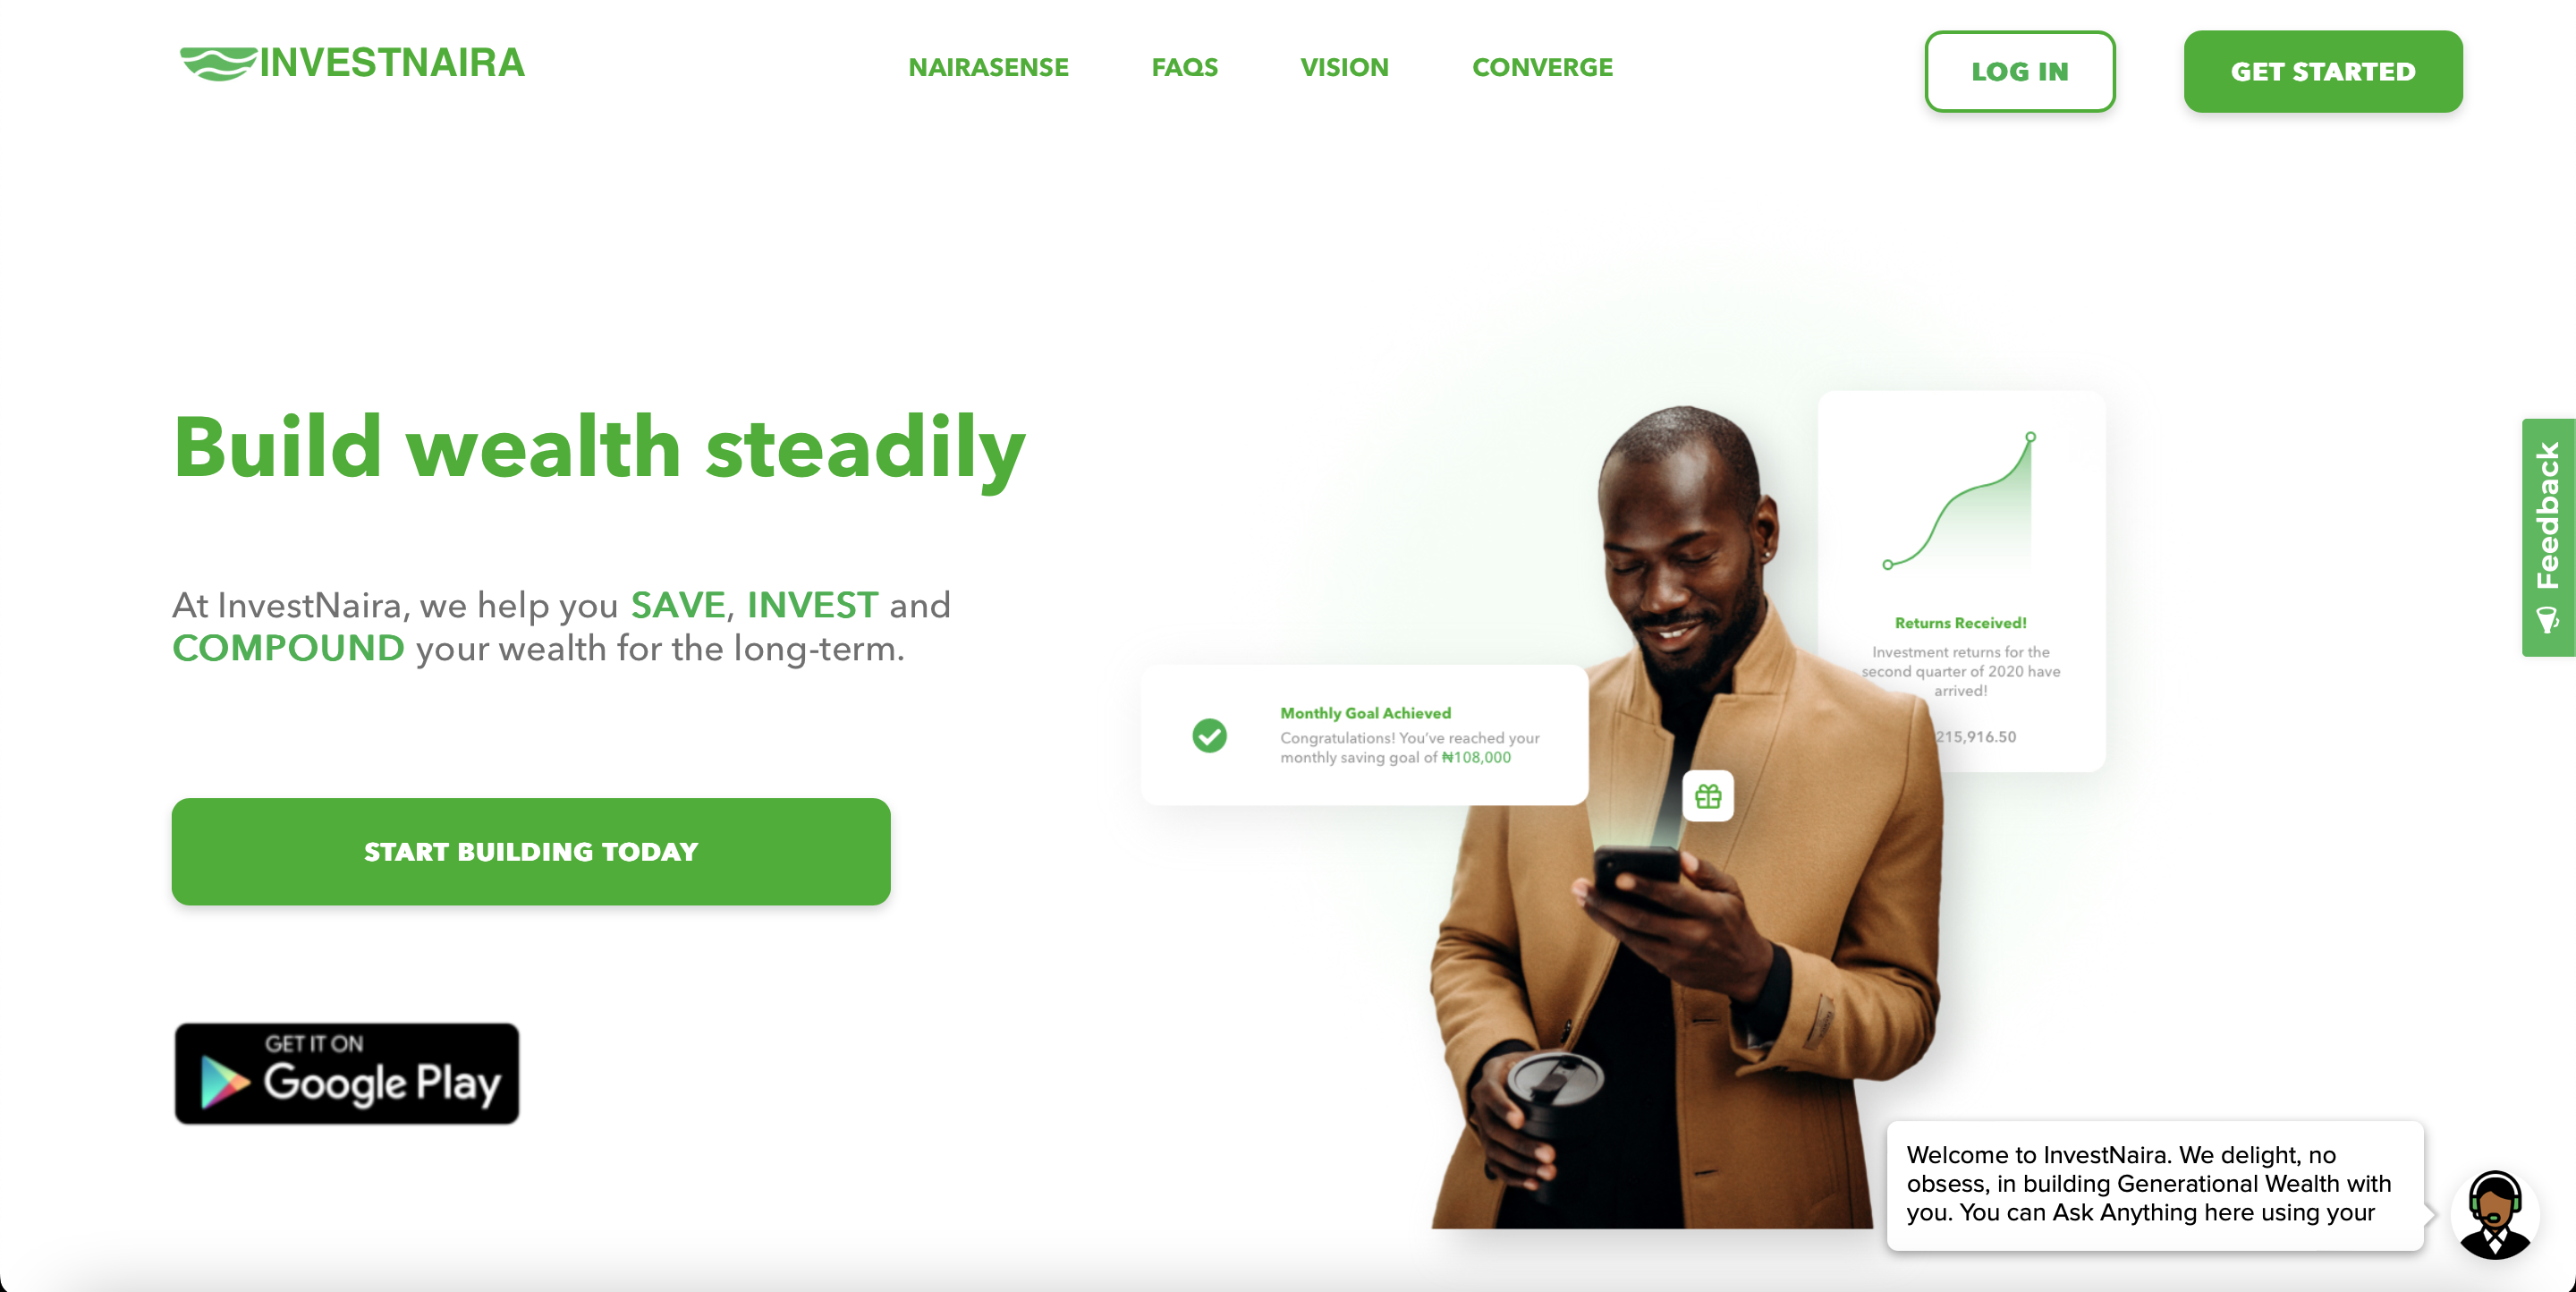 INVESTNAIRA
NAIRASENSE
FAQS
VISION
CONVERGE
LOG IN
GET STARTED
Build wealth steadily
At InvestNaira, we help you SAVE, INVEST and
COMPOUND your wealth for the long-term.
START BUILDING TODAY
GET IT ON
Google Play
Monthly Goal Achieved
Congratulations! You've reached your
monthly saving goal of ₦108,000
Returns Received!
Investment returns for the
second quarter of 2020 have
arrived!
215,916.50
Feedback
Welcome to InvestNaira. We delight, no
obsess, in building Generational Wealth with
you. You can Ask Anything here using your